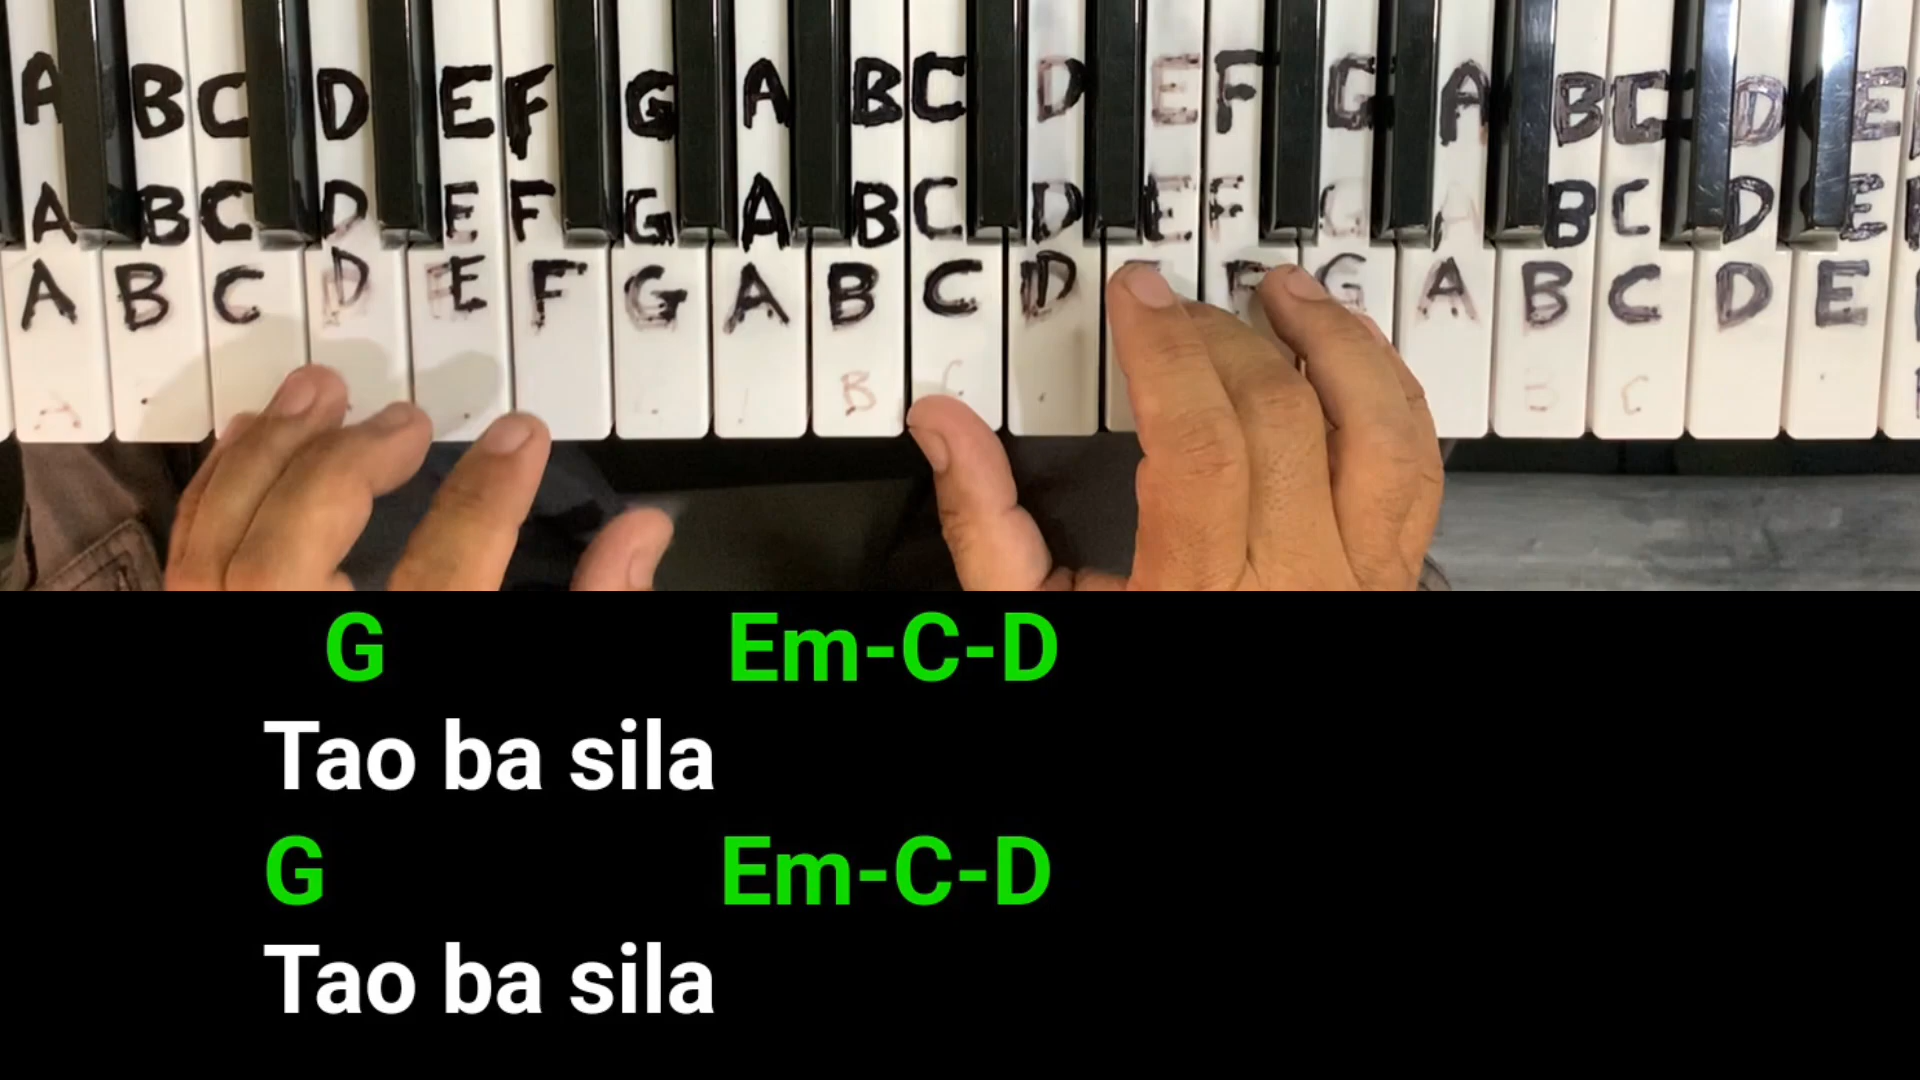 A B C D E F G A B C D E F G A B C D E
A B C D E F G A B C D E F G A B C D E
A B C D E F G A B C D F G A B C D E
A B C B C
G Em-C-D
Tao ba sila
G Em-C-D
Tao ba sila